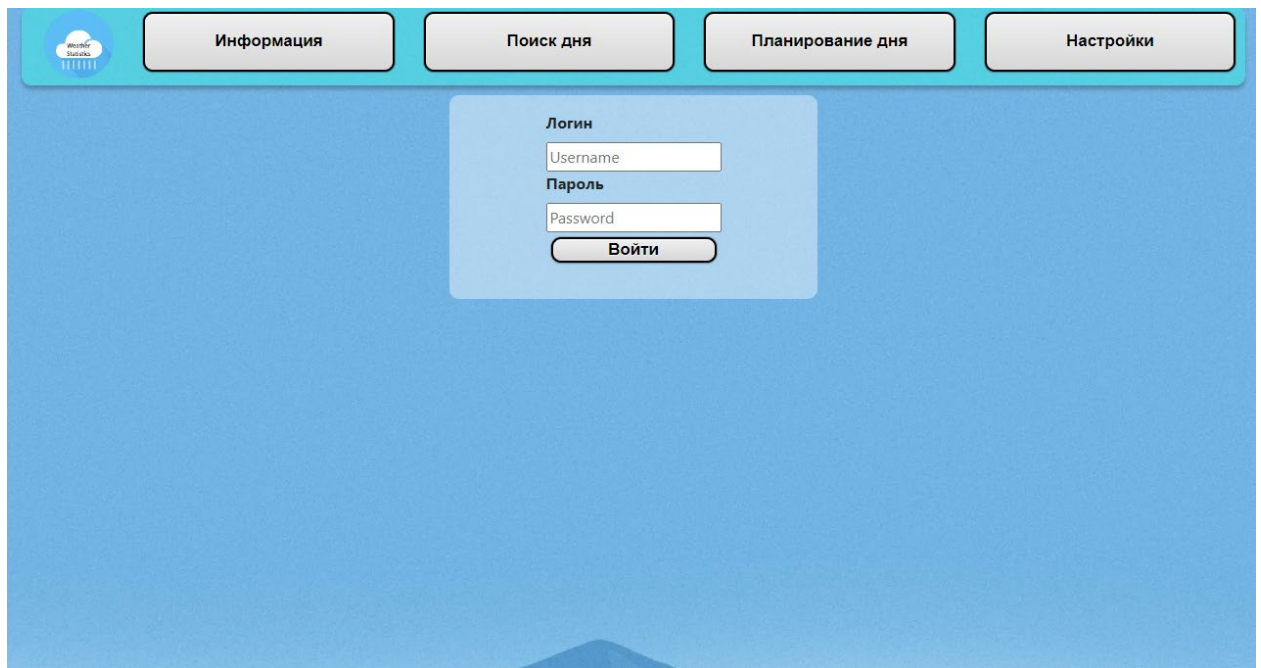 Weather
Statistics
Информация
Поиск дня
Планирование дня
Настройки
Логин
Username
Пароль
Password
Войти